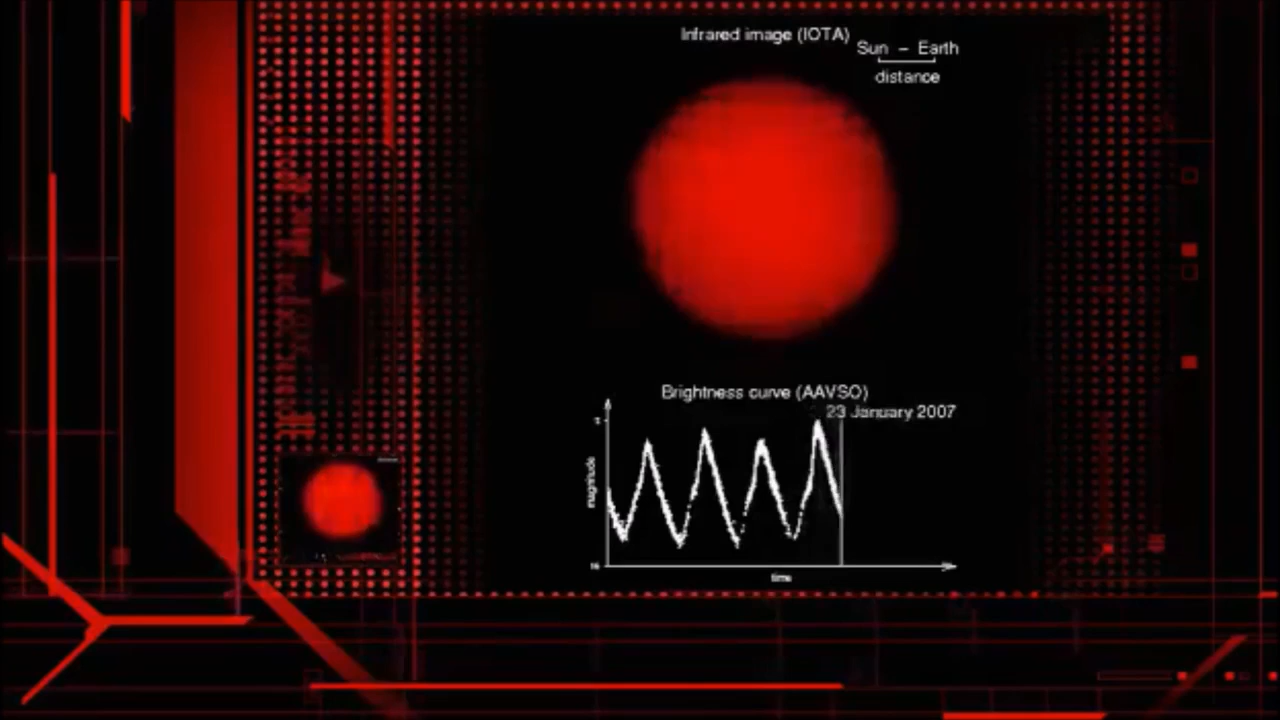 Infrared image (IOTA)
Sun – Earth
distance
Brightness curve (AAVSO)
23 January 2007
magnitude
time